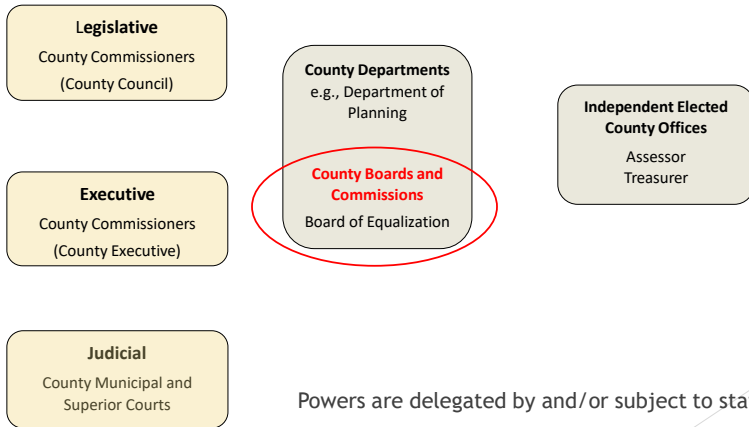 Legislative
County Commissioners
(County Council)
County Departments
e.g., Department of
Planning
County Boards and
Commissions
Board of Equalization
Independent Elected
County Offices
Assessor
Treasurer
Executive
County Commissioners
(County Executive)
Judicial
County Municipal and
Superior Courts
Powers are delegated by and/or subject to